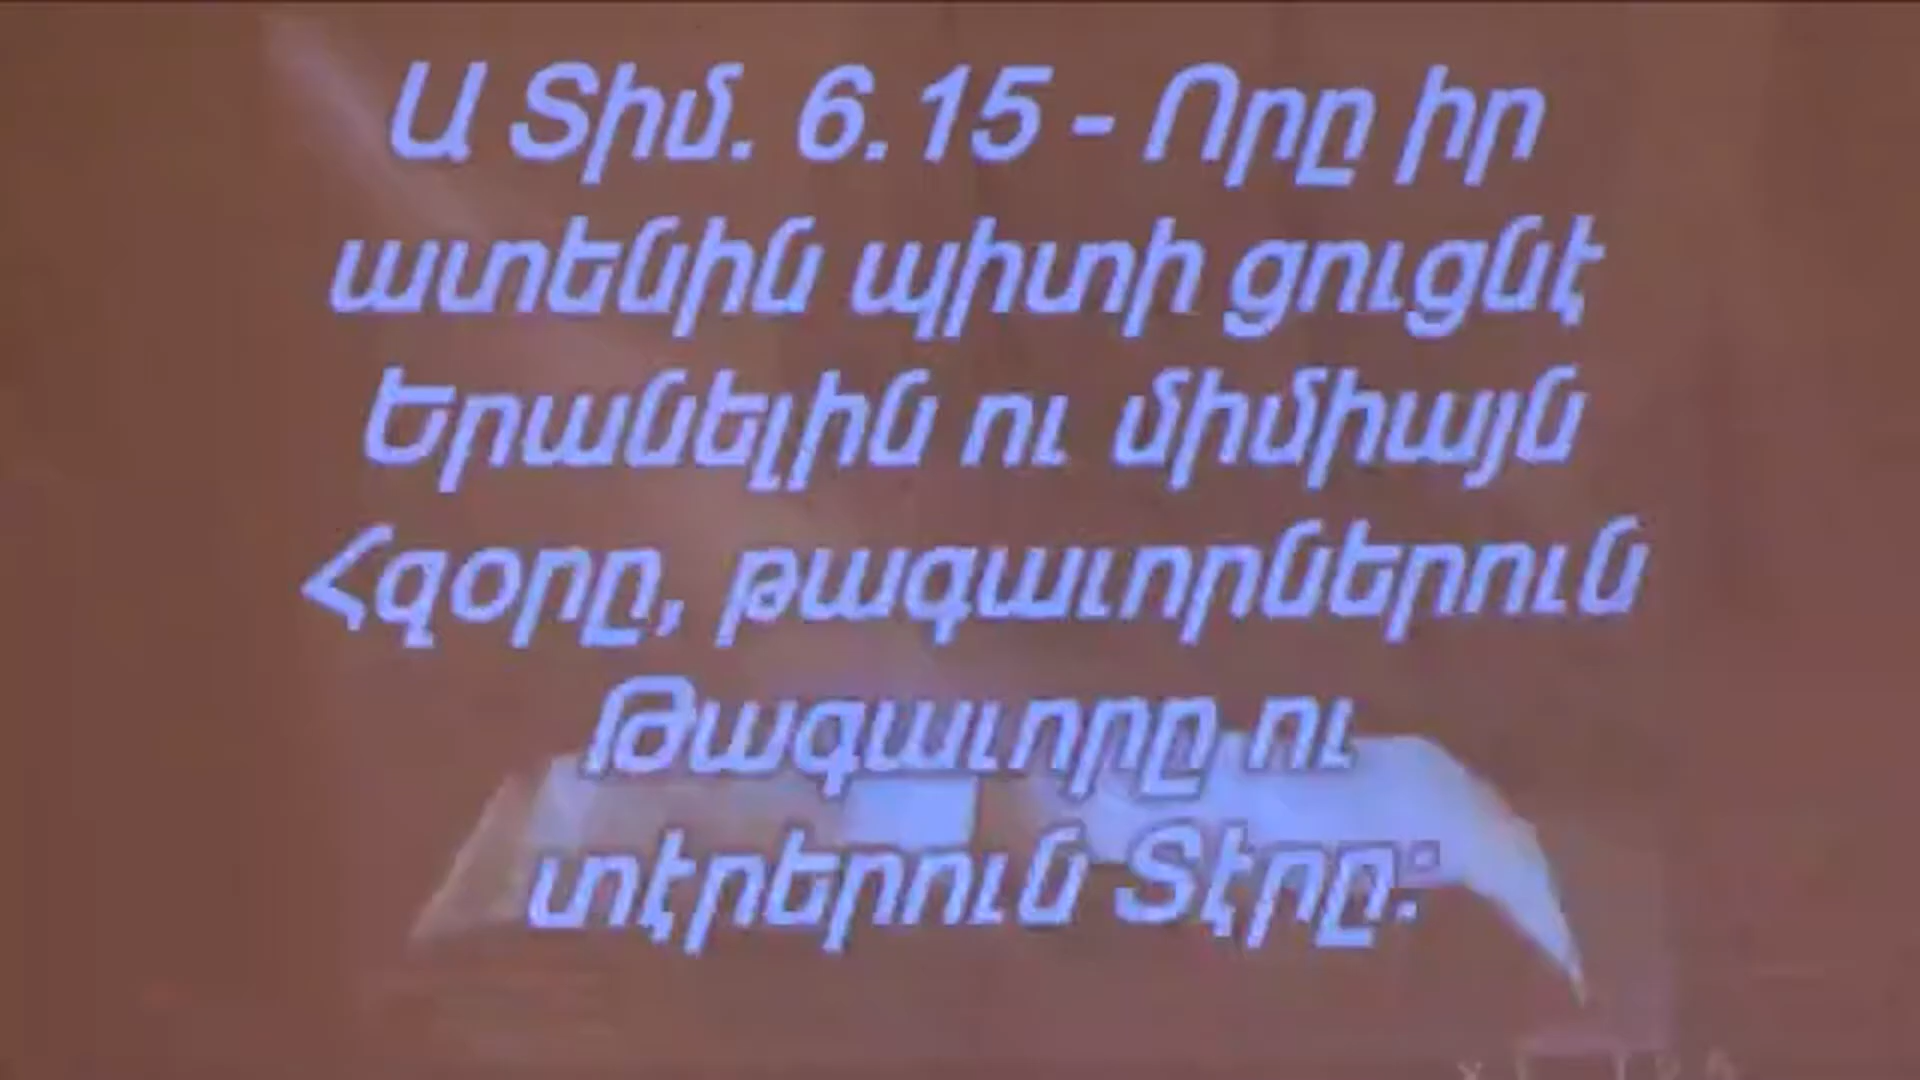 Ա Տիմ. 6.15 - Որը իր
ատենին պիտի ցուցնէ
Երանելին ու միմիայն
Հզօրը, թագաւորներուն
Թագաւորը ու
տէրերուն Տէրը: